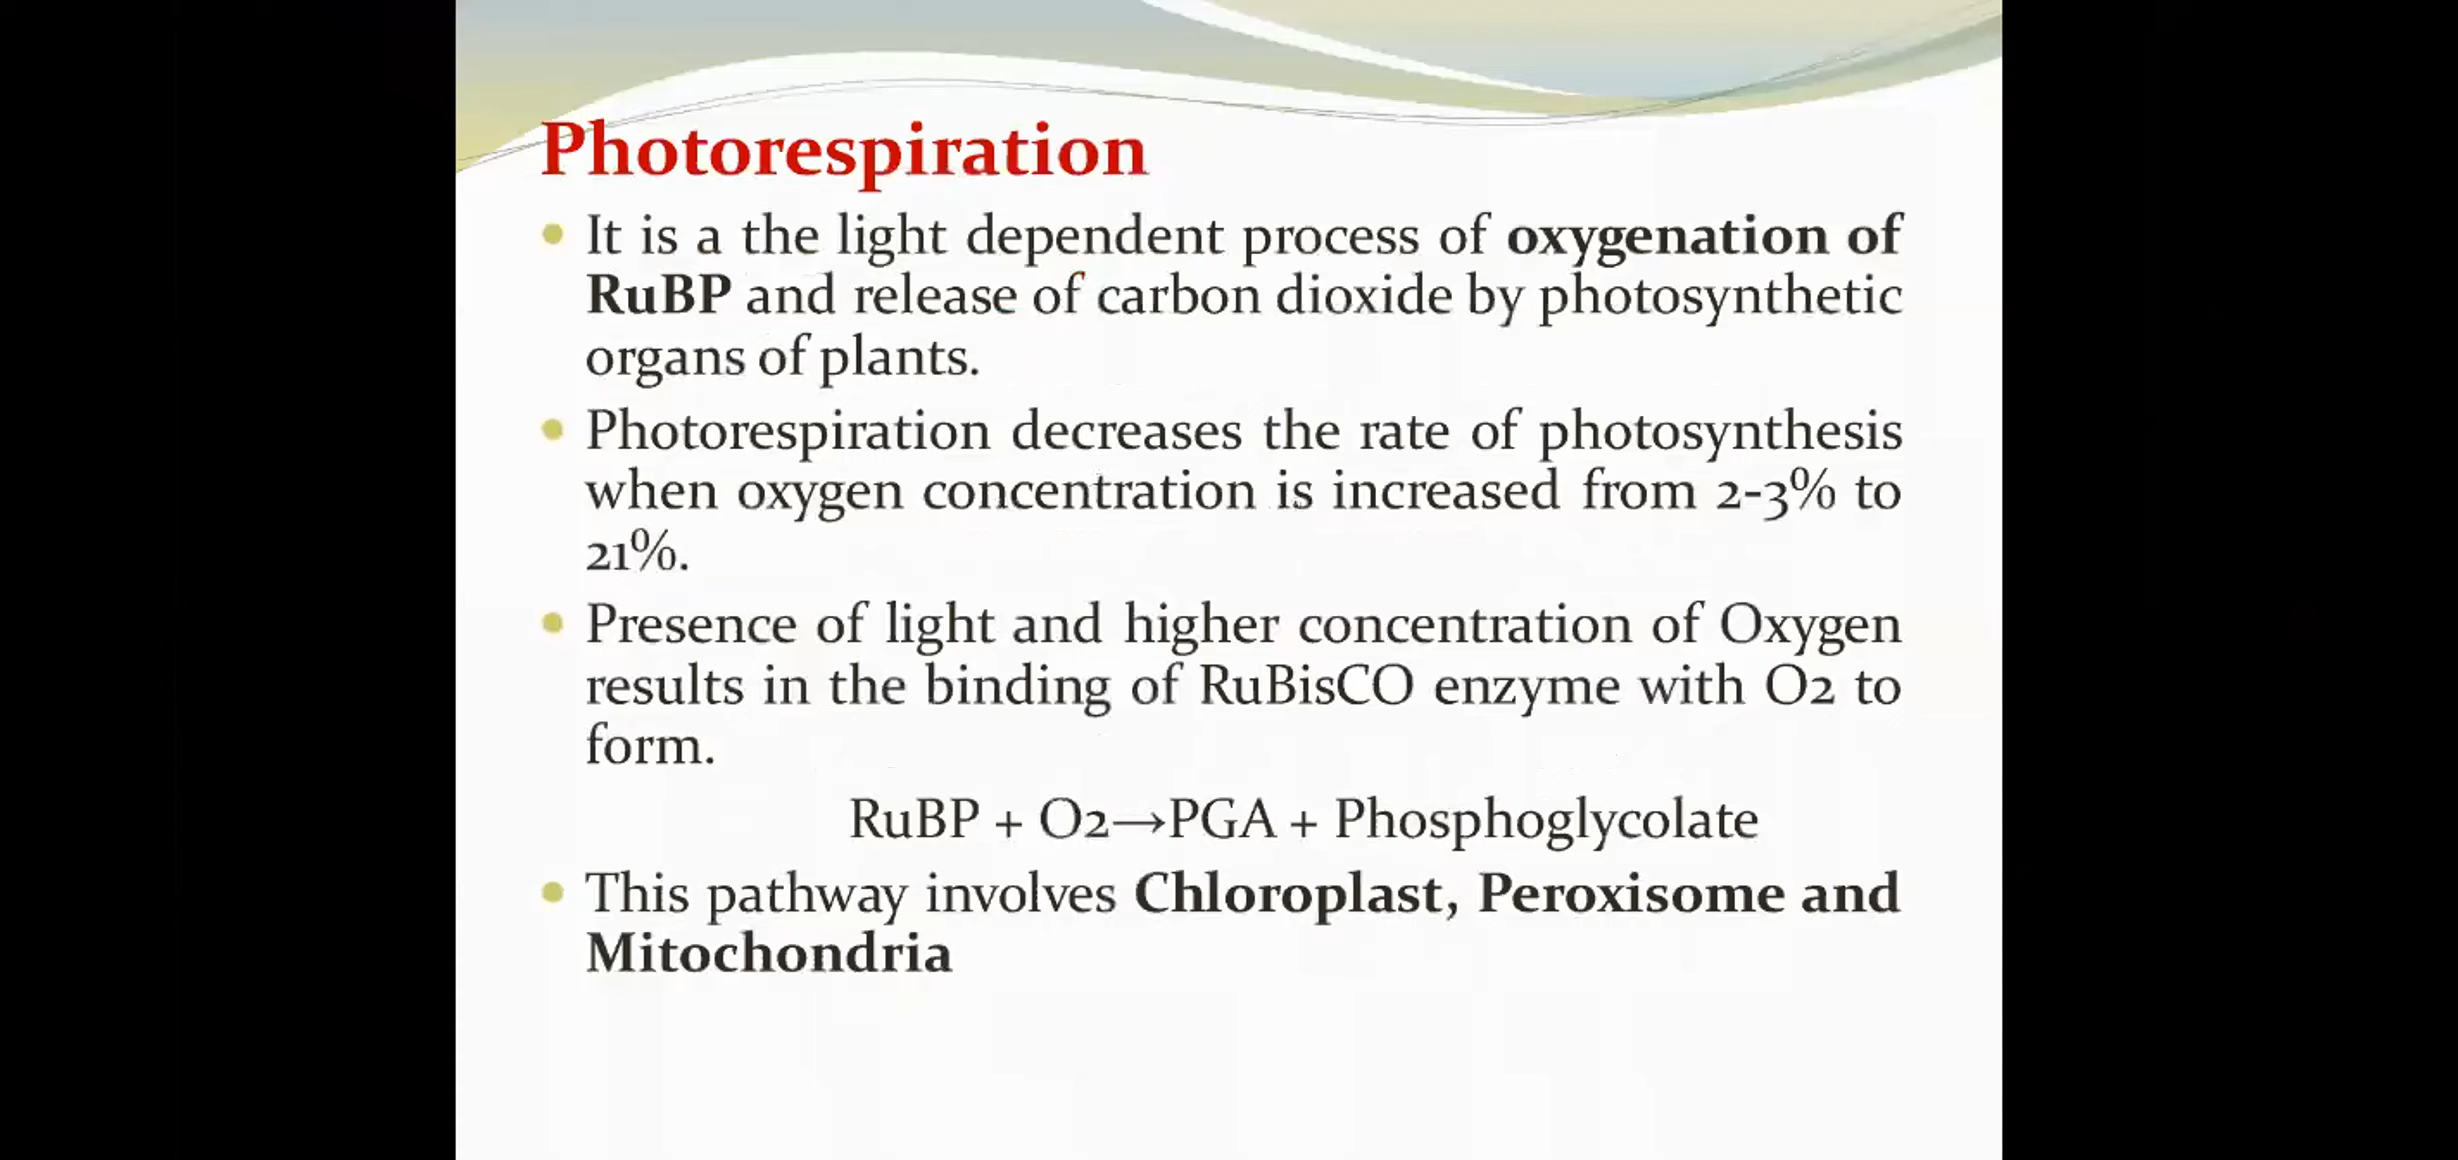 Photorespiration
• It is a the light dependent process of oxygenation of
RuBP and release of carbon dioxide by photosynthetic
organs of plants.
• Photorespiration decreases the rate of photosynthesis
when oxygen concentration is increased from 2-3% to
21%.
• Presence of light and higher concentration of Oxygen
results in the binding of RuBisCO enzyme with O2 to
form.
RuBP + O2→PGA + Phosphoglycolate
• This pathway involves Chloroplast, Peroxisome and
Mitochondria